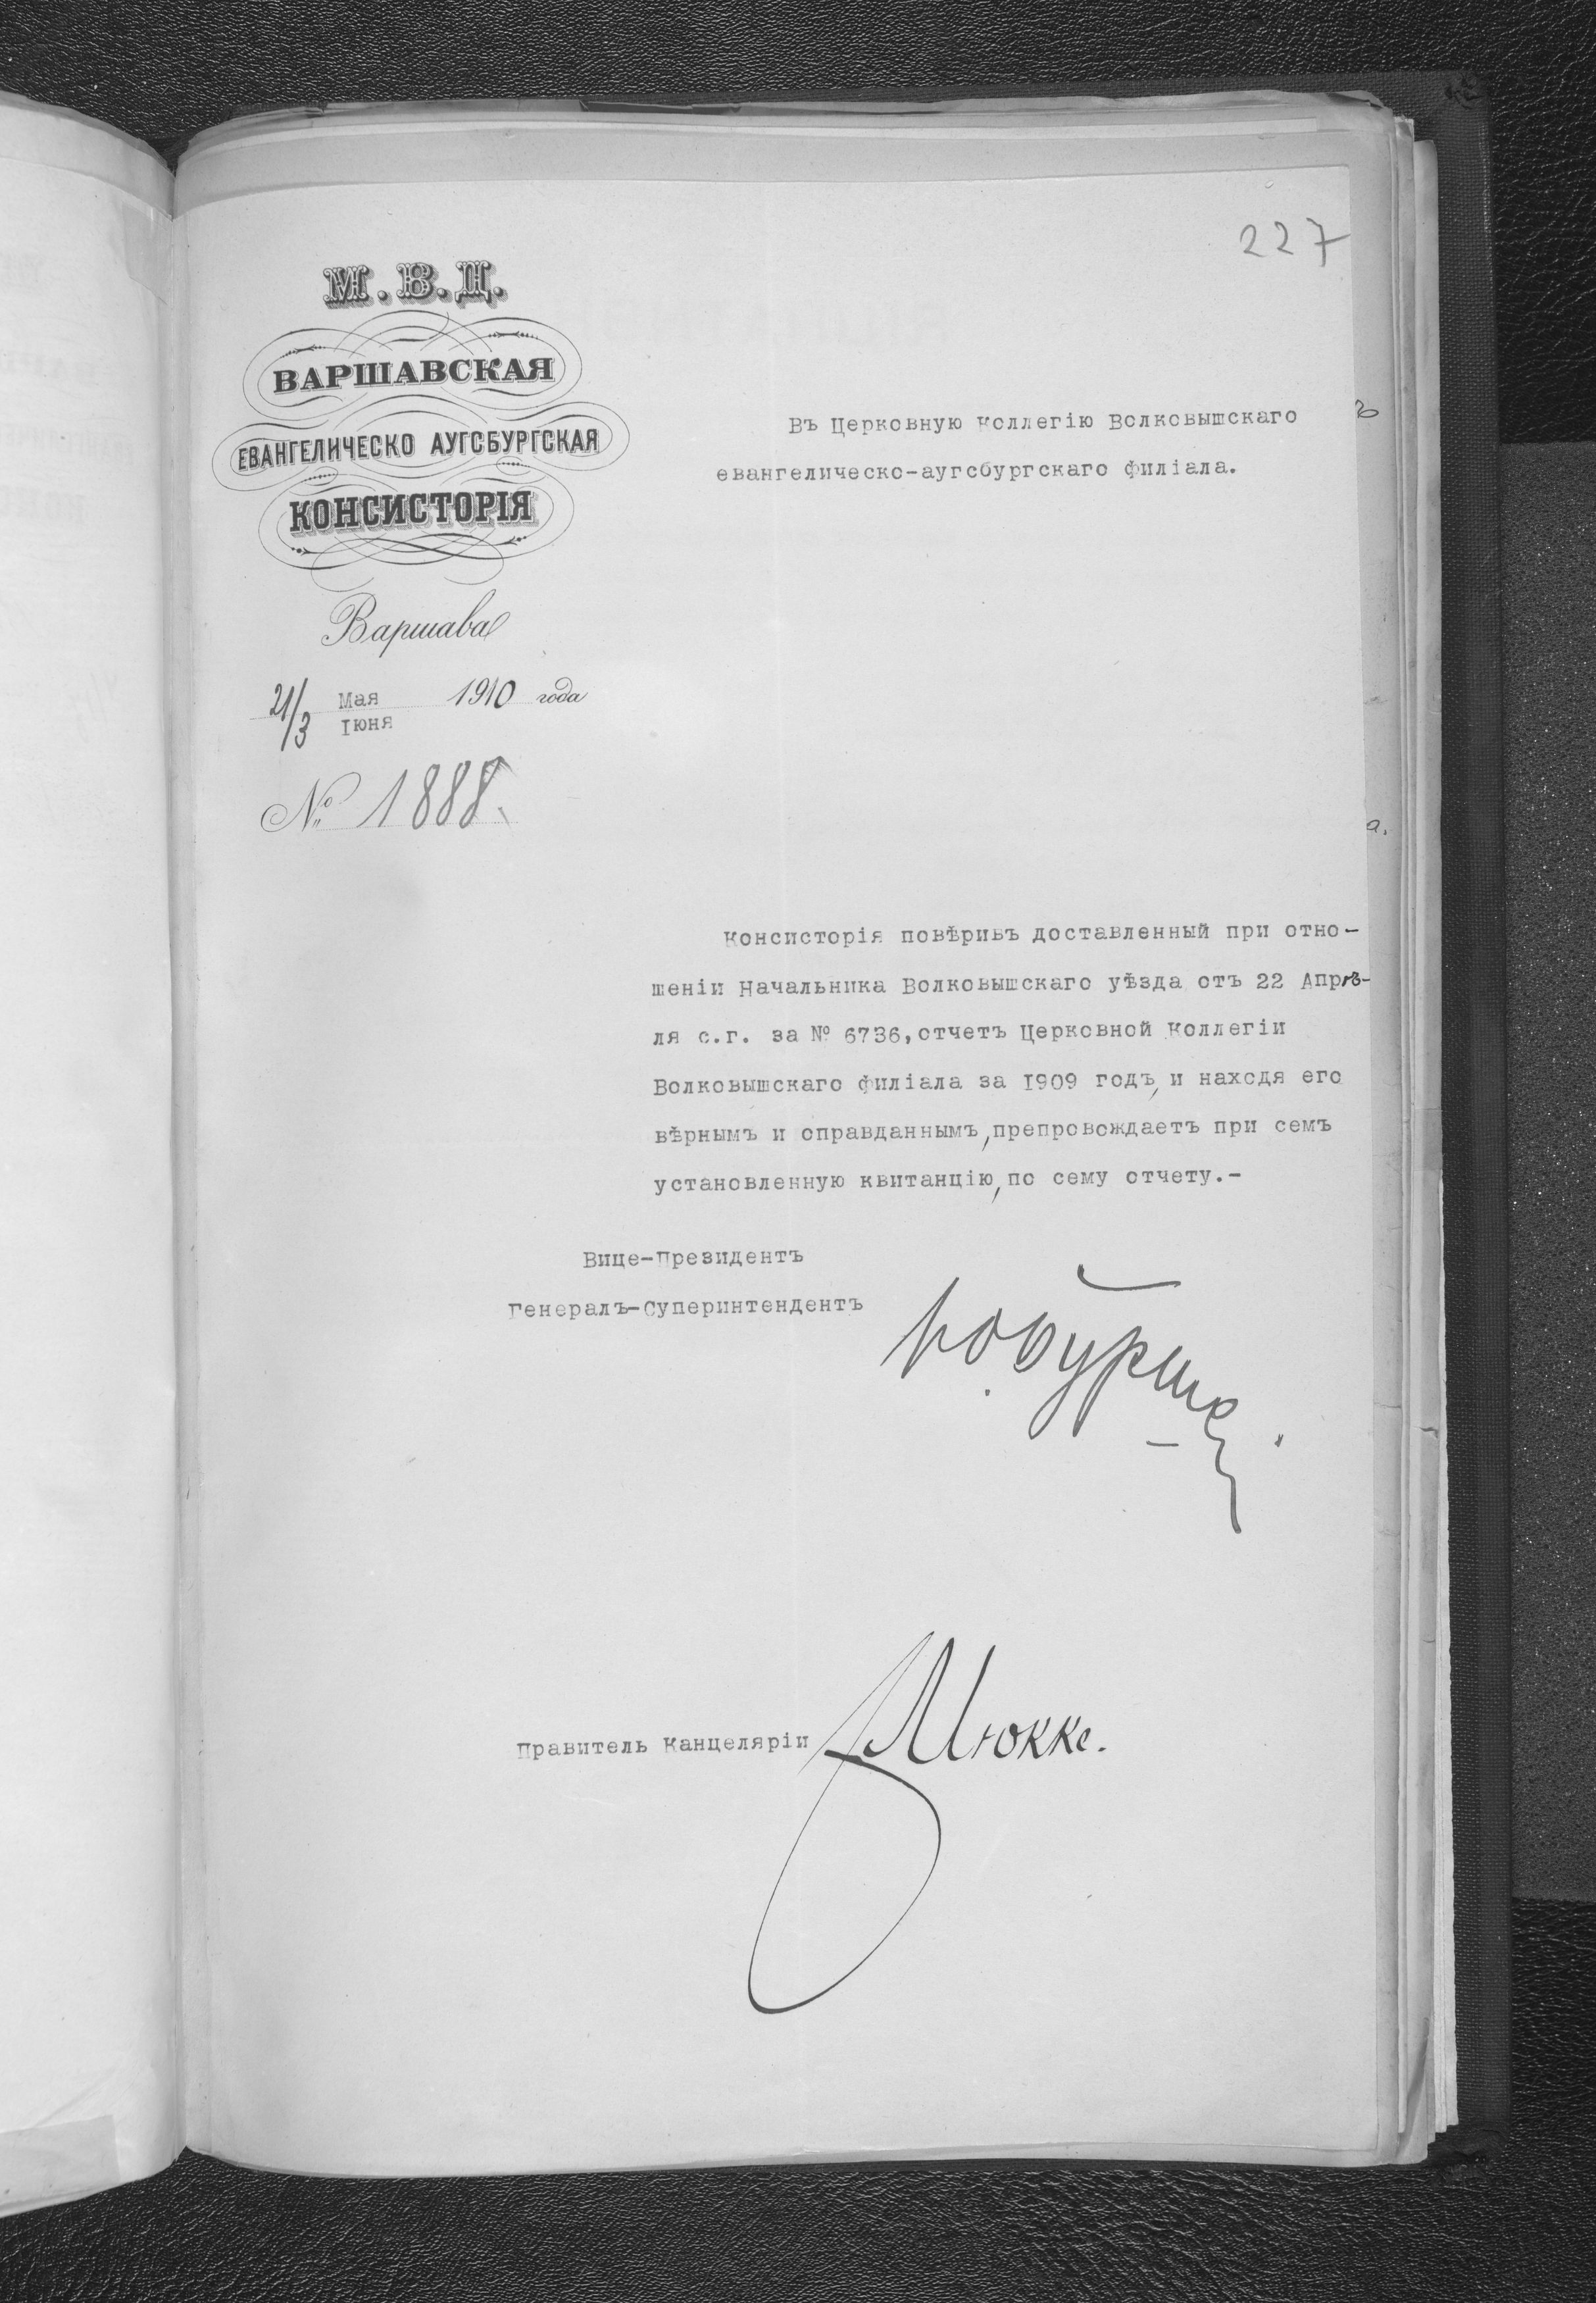 227
М.В.Д.
ВАРШАВСКАЯ
ЕВАНГЕЛИЧЕСКО АУГСБУРГСКАЯ
КОНСИСТОРІЯ
Варшава
21/3 Мая Іюня 1910 года
№ 1888.
Въ Церковную Коллегію Волковышскаго
евангелическо-аугсбургскаго филіала.
Консисторія повѣривъ доставленный при отно-
шеніи Начальника Волковышскаго уѣзда отъ 22 Апрѣ-
ля с.г. за № 6736, отчетъ Церковной Коллегіи
Волковышскаго филіала за 1909 годъ, и находя его
вѣрнымъ и оправданнымъ, препровождаетъ при семъ
установленную квитанцію, по сему отчету.-
Вице-Президентъ
Генералъ-Суперинтендентъ
Правитель Канцеляріи Мюкке.